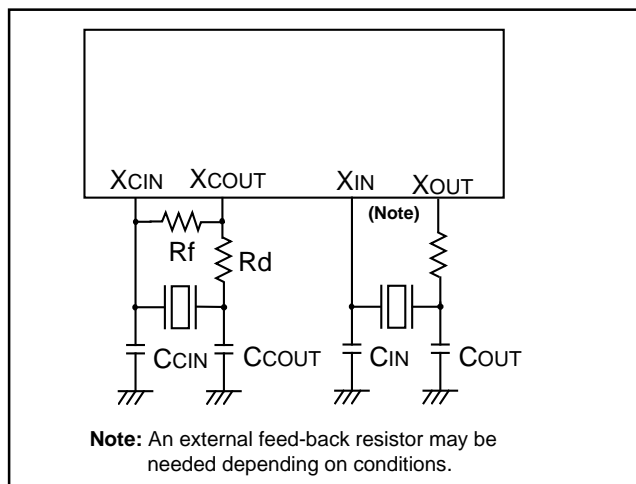 XCIN XCOUT XIN XOUT
(Note)
Rf
Rd
CCIN CCOUT CIN COUT
Note: An external feed-back resistor may be
needed depending on conditions.